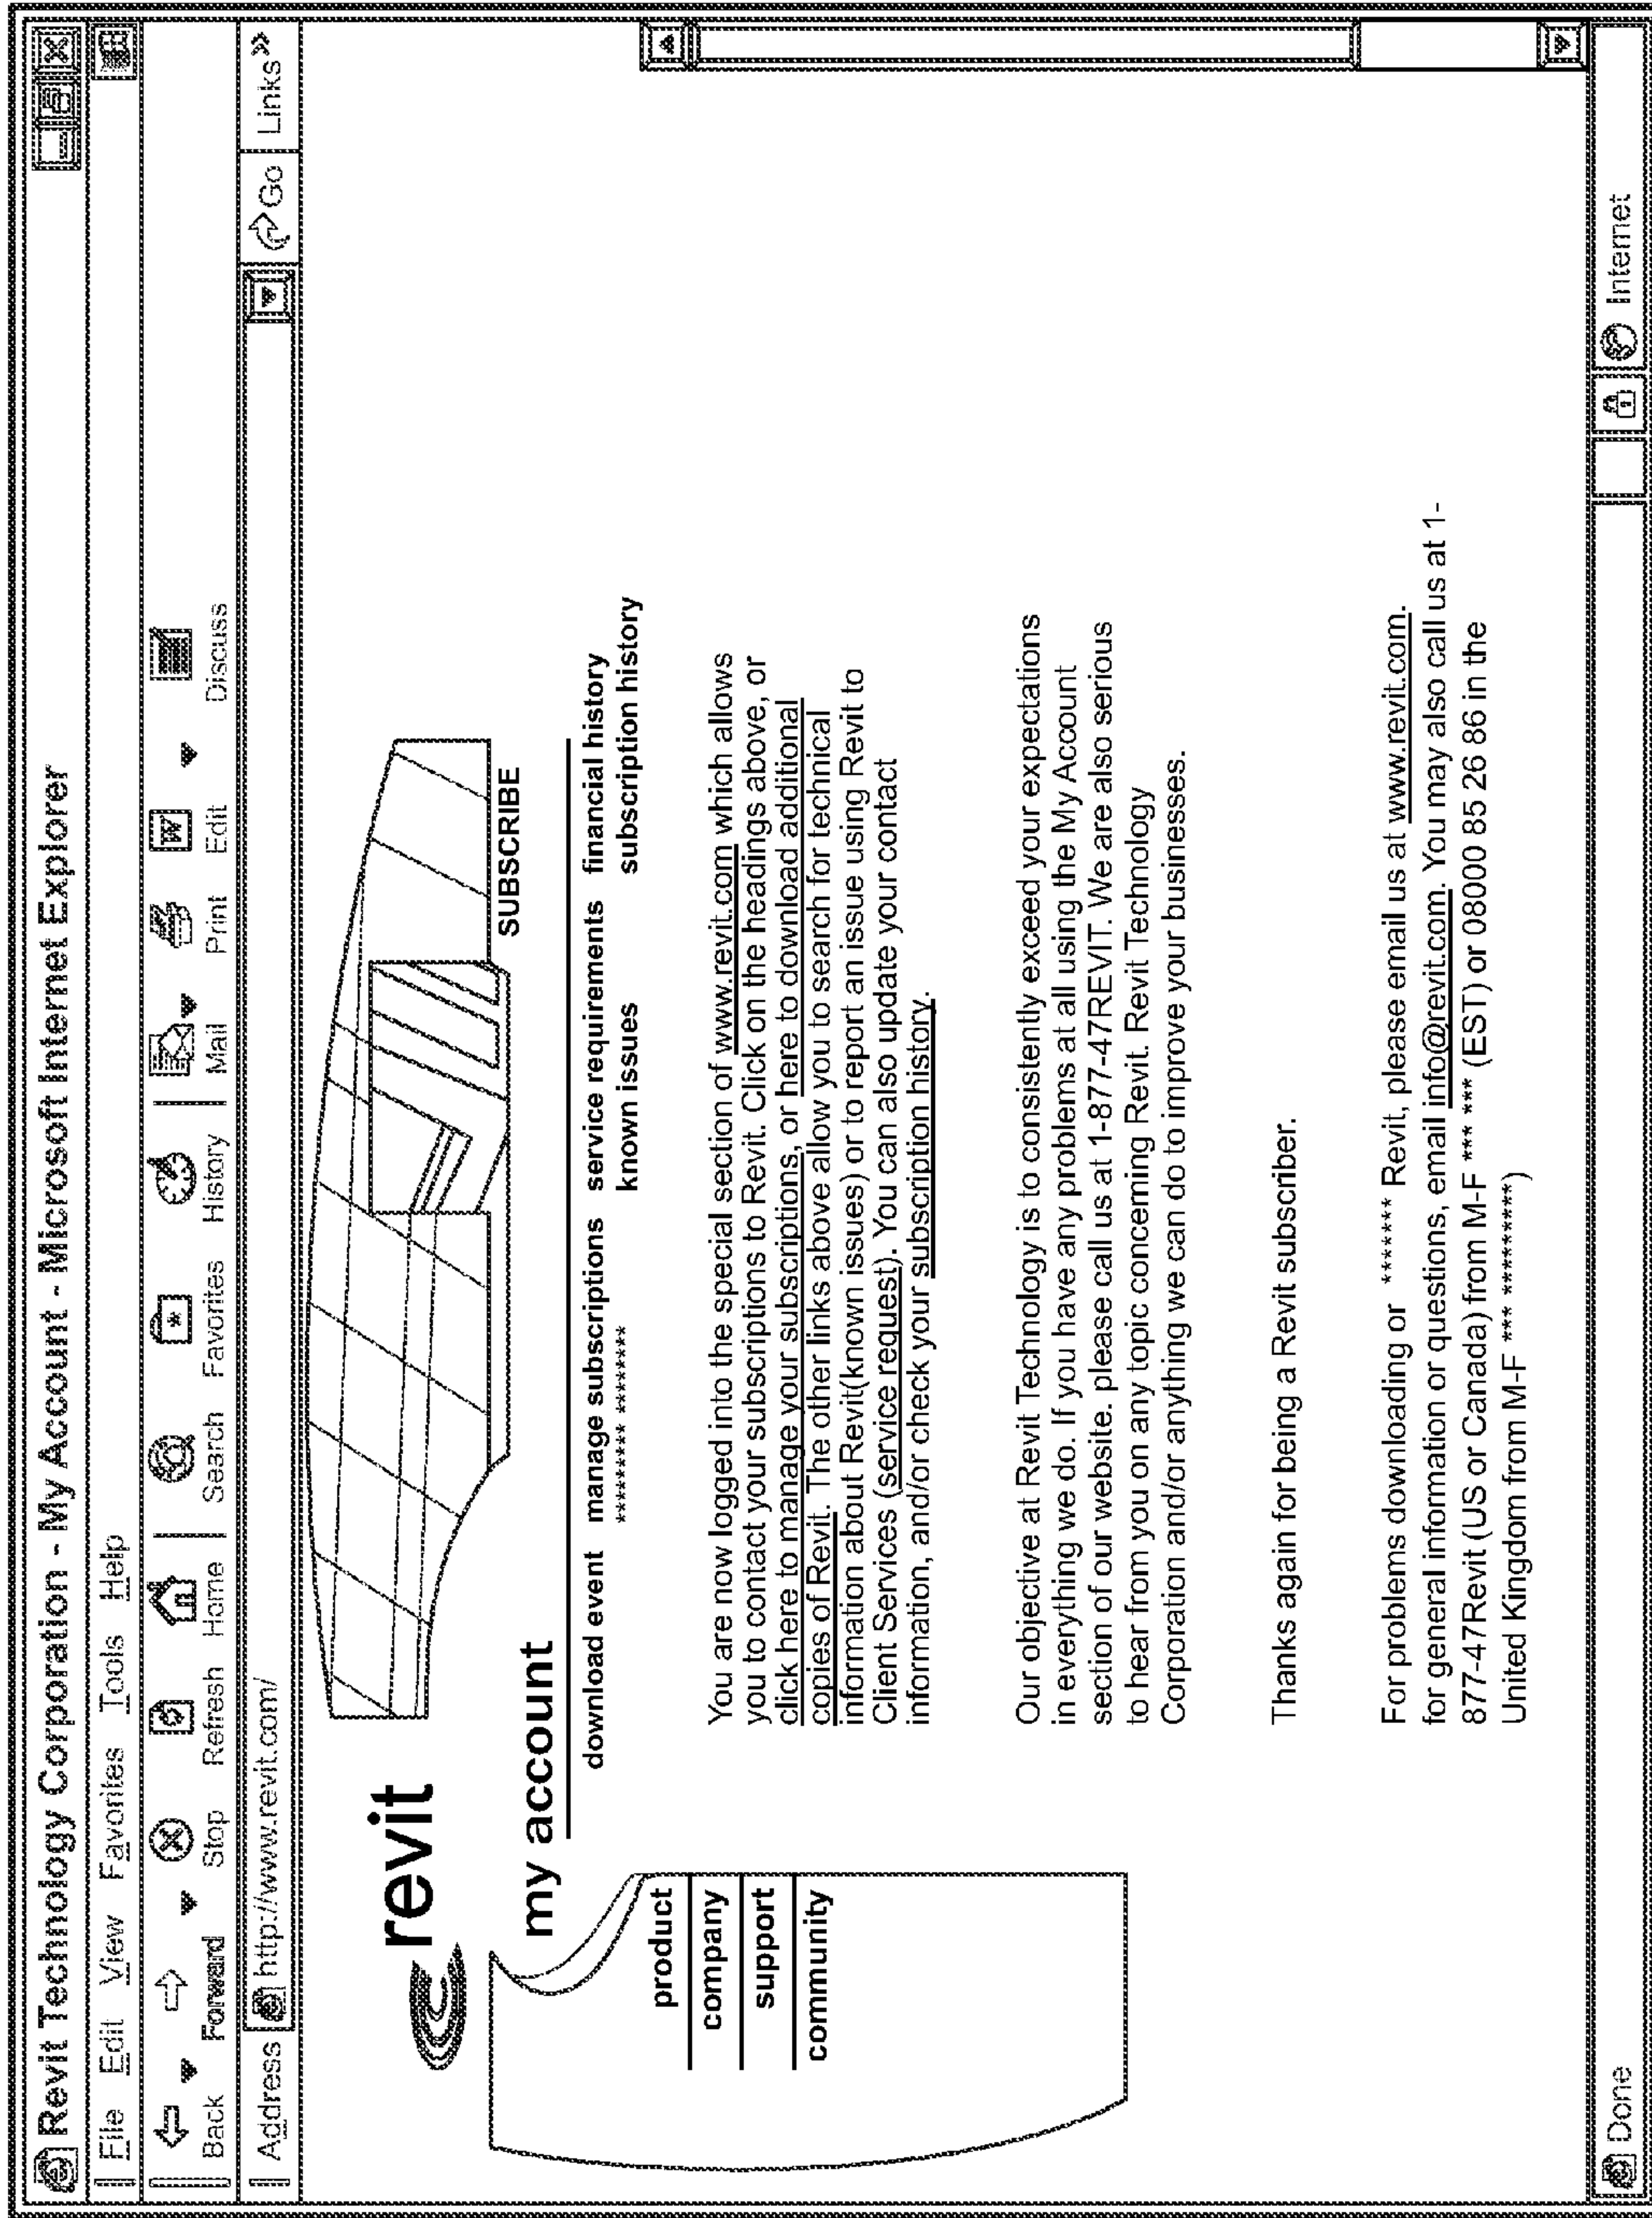 Revit Technology Corporation - My Account - Microsoft Internet Explorer
File Edit View Favorites Tools Help
Back Forward Stop Refresh Home Search Favorites History Mail Print Edit Discuss
Address http://www.revit.com/ Go Links »
revit
SUBSCRIBE
my account
download event manage subscriptions service requirements financial history
********* ******** known issues subscription history
product
company
support
community
You are now logged into the special section of www.revit.com which allows
you to contact your subscriptions to Revit. Click on the headings above, or
click here to manage your subscriptions, or here to download additional
copies of Revit. The other links above allow you to search for technical
information about Revit(known issues) or to report an issue using Revit to
Client Services (service request). You can also update your contact
information, and/or check your subscription history.
Our objective at Revit Technology is to consistently exceed your expectations
in everything we do. If you have any problems at all using the My Account
section of our website. please call us at 1-877-47REVIT. We are also serious
to hear from you on any topic concerning Revit. Revit Technology
Corporation and/or anything we can do to improve your businesses.
Thanks again for being a Revit subscriber.
For problems downloading or ******* Revit, please email us at www.revit.com.
for general information or questions, email info@revit.com. You may also call us at 1-
877-47Revit (US or Canada) from M-F *** *** (EST) or 08000 85 26 86 in the
United Kingdom from M-F *** *********)
Done Internet